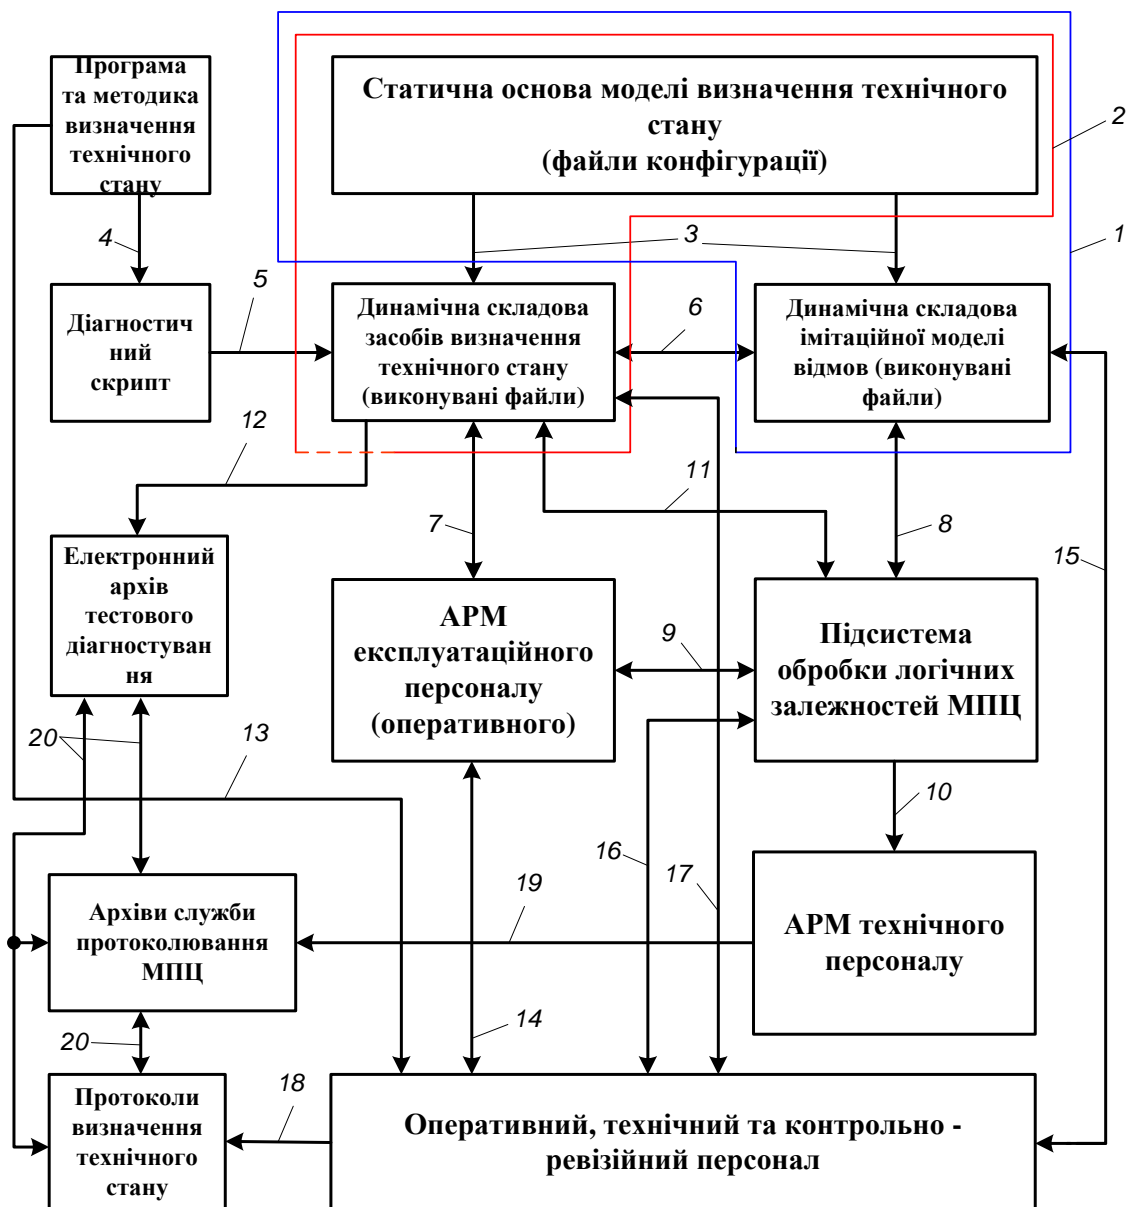 Програма
та методика
визначення
технічного
стану
Статична основа моделі визначення технічного
стану
(файли конфігурації)
2
4
3
1
5
Діагностич
ний
скрипт
Динамічна складова
засобів визначення
технічного стану
(виконувані файли)
6
Динамічна складова
імітаційної моделі
відмов (виконувані
файли)
12
11
7
8
15
Електронний
архів
тестового
діагностуван
ня
АРМ
експлуатаційного
персоналу
(оперативного)
9
Підсистема
обробки логічних
залежностей МПЦ
20
13
10
16
17
19
Архіви служби
протоколювання
МПЦ
АРМ технічного
персоналу
14
20
18
Протоколи
визначення
технічного
стану
Оперативний, технічний та контрольно -
ревізійний персонал